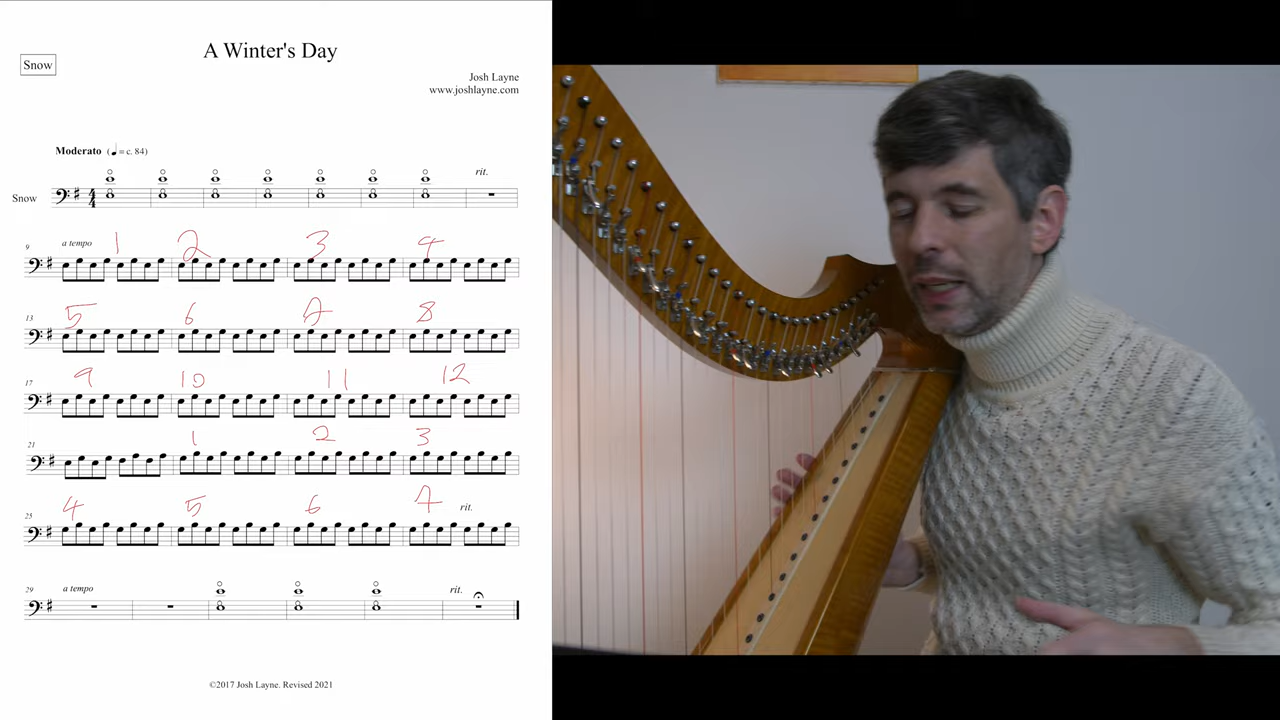 A Winter's Day
Snow
Josh Layne
www.joshlayne.com
Moderato (♩ = c. 84)
rit.
Snow
9 a tempo 1 2 3 4
13 5 6 7 8
17 9 10 11 12
21 1 2 3
25 4 5 6 7 rit.
29 a tempo rit.
©2017 Josh Layne. Revised 2021